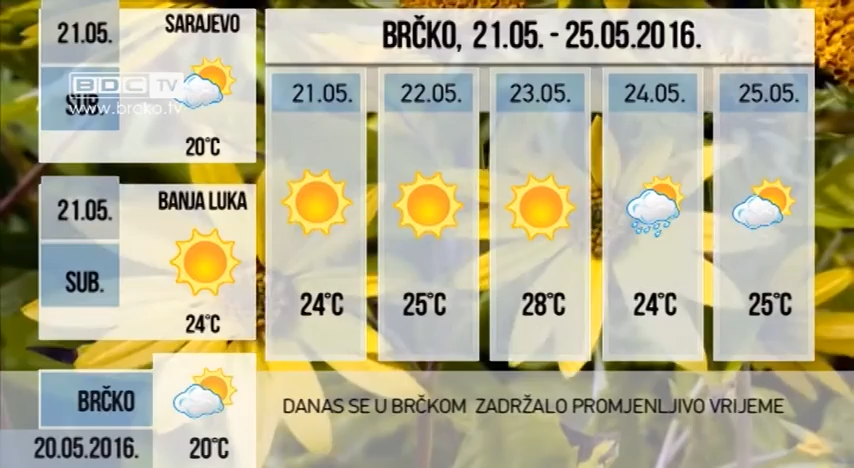 21.05.
SARAJEVO
BDC TV
SUB.
www.brcko.tv
20°C
21.05.
BANJA LUKA
SUB.
24°C
BRČKO
20.05.2016.
20°C
BRČKO, 21.05. - 25.05.2016.
21.05. 22.05. 23.05. 24.05. 25.05.
24°C 25°C 28°C 24°C 25°C
DANAS SE U BRČKOM ZADRŽALO PROMJENLJIVO VRIJEME